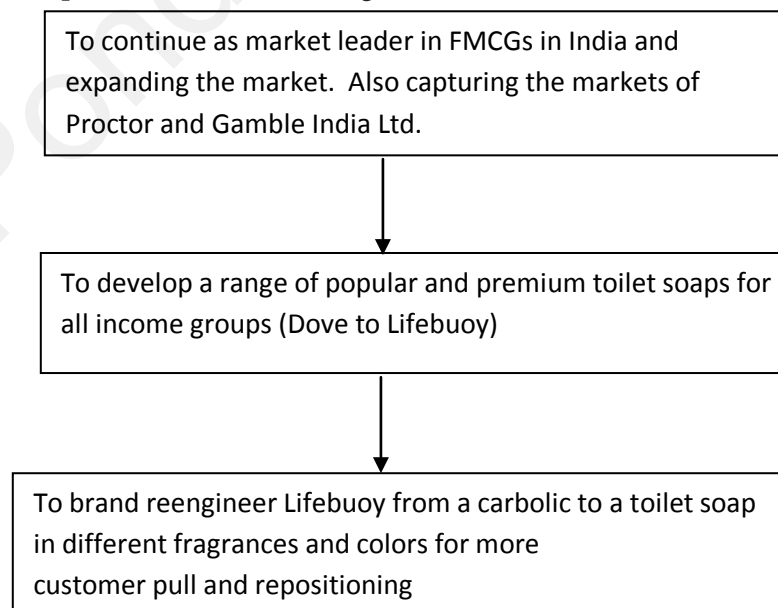 To continue as market leader in FMCGs in India and
expanding the market.  Also capturing the markets of
Proctor and Gamble India Ltd.
To develop a range of popular and premium toilet soaps for
all income groups (Dove to Lifebuoy)
To brand reengineer Lifebuoy from a carbolic to a toilet soap
in different fragrances and colors for more
customer pull and repositioning